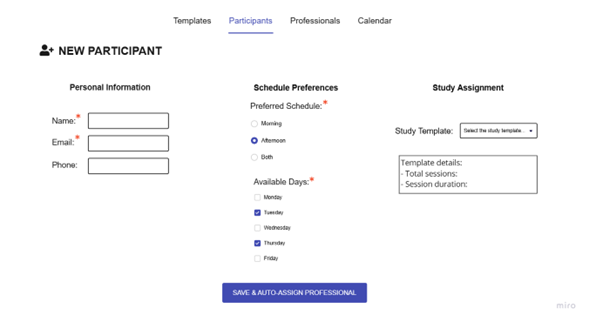 Templates Participants Professionals Calendar
NEW PARTICIPANT
Personal Information
Name:*
Email:*
Phone:
Schedule Preferences
Preferred Schedule:*
Morning
Afternoon
Both
Available Days:*
Monday
Tuesday
Wednesday
Thursday
Friday
Study Assignment
Study Template: Select the study template..
Template details:
- Total sessions:
- Session duration:
SAVE & AUTO-ASSIGN PROFESSIONAL
miro